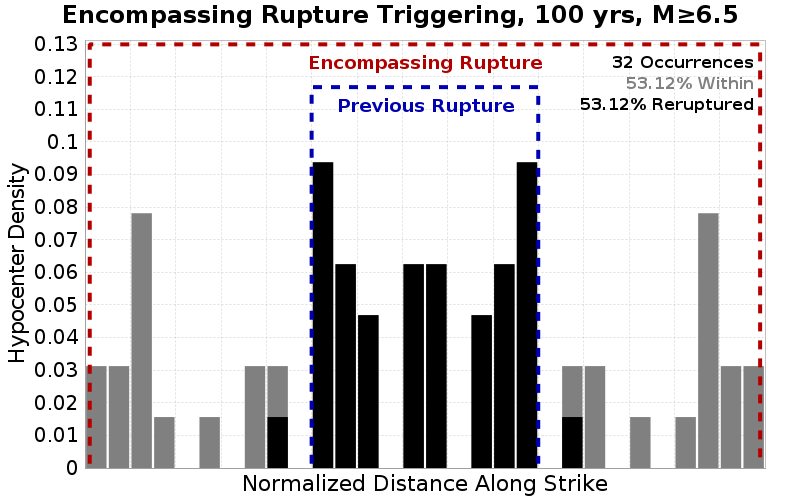 Encompassing Rupture Triggering, 100 yrs, M≥6.5
0.13
0.12
0.11
0.1
0.09
0.08
0.07
0.06
0.05
0.04
0.03
0.02
0.01
0
Hypocenter Density
Encompassing Rupture
Previous Rupture
32 Occurrences
53.12% Within
53.12% Reruptured
Normalized Distance Along Strike